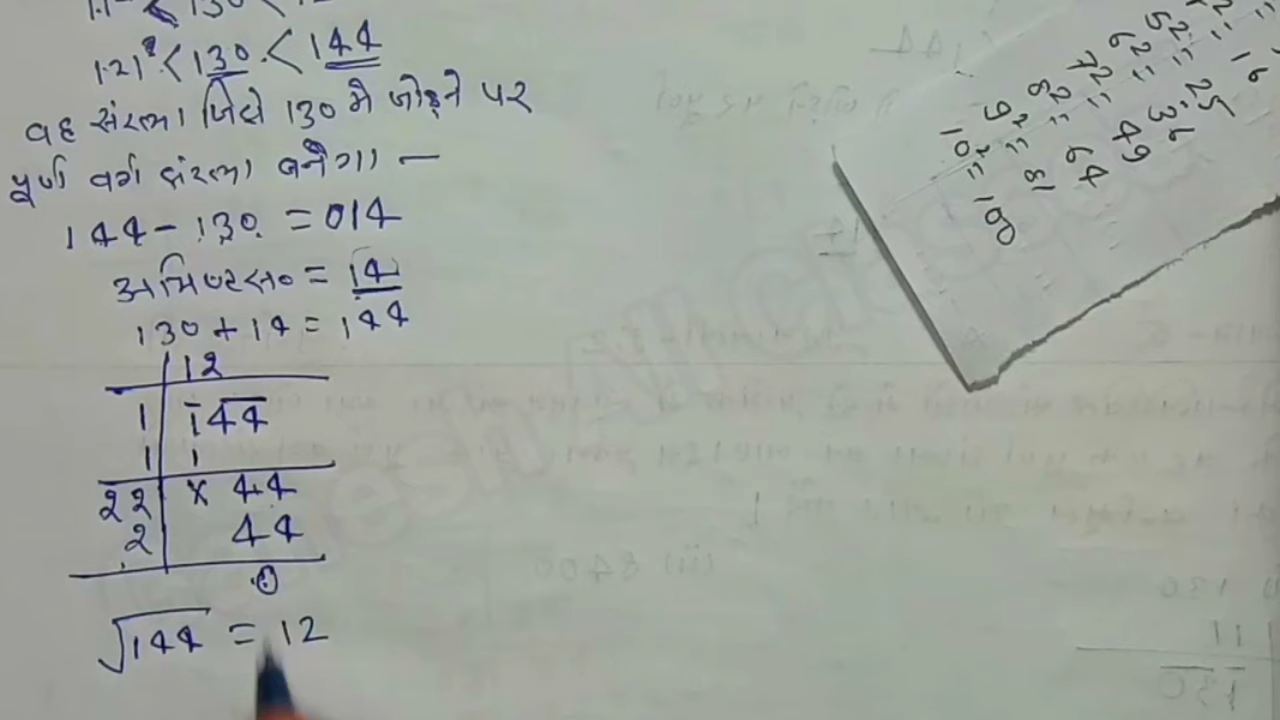 121 < 130 < 144
वह संख्या जिसे 130 मे जोड़ने पर
पूर्ण वर्ग संख्या बनेगा —
144 - 130 = 014
अभिष्ट सं० = 14
130 + 14 = 144
12
1 | 144
1 | 1
22 | × 44
2 | 44
0
√144 = 12
5² = 25
6² = 36
7² = 49
8² = 64
9² = 81
10² = 100